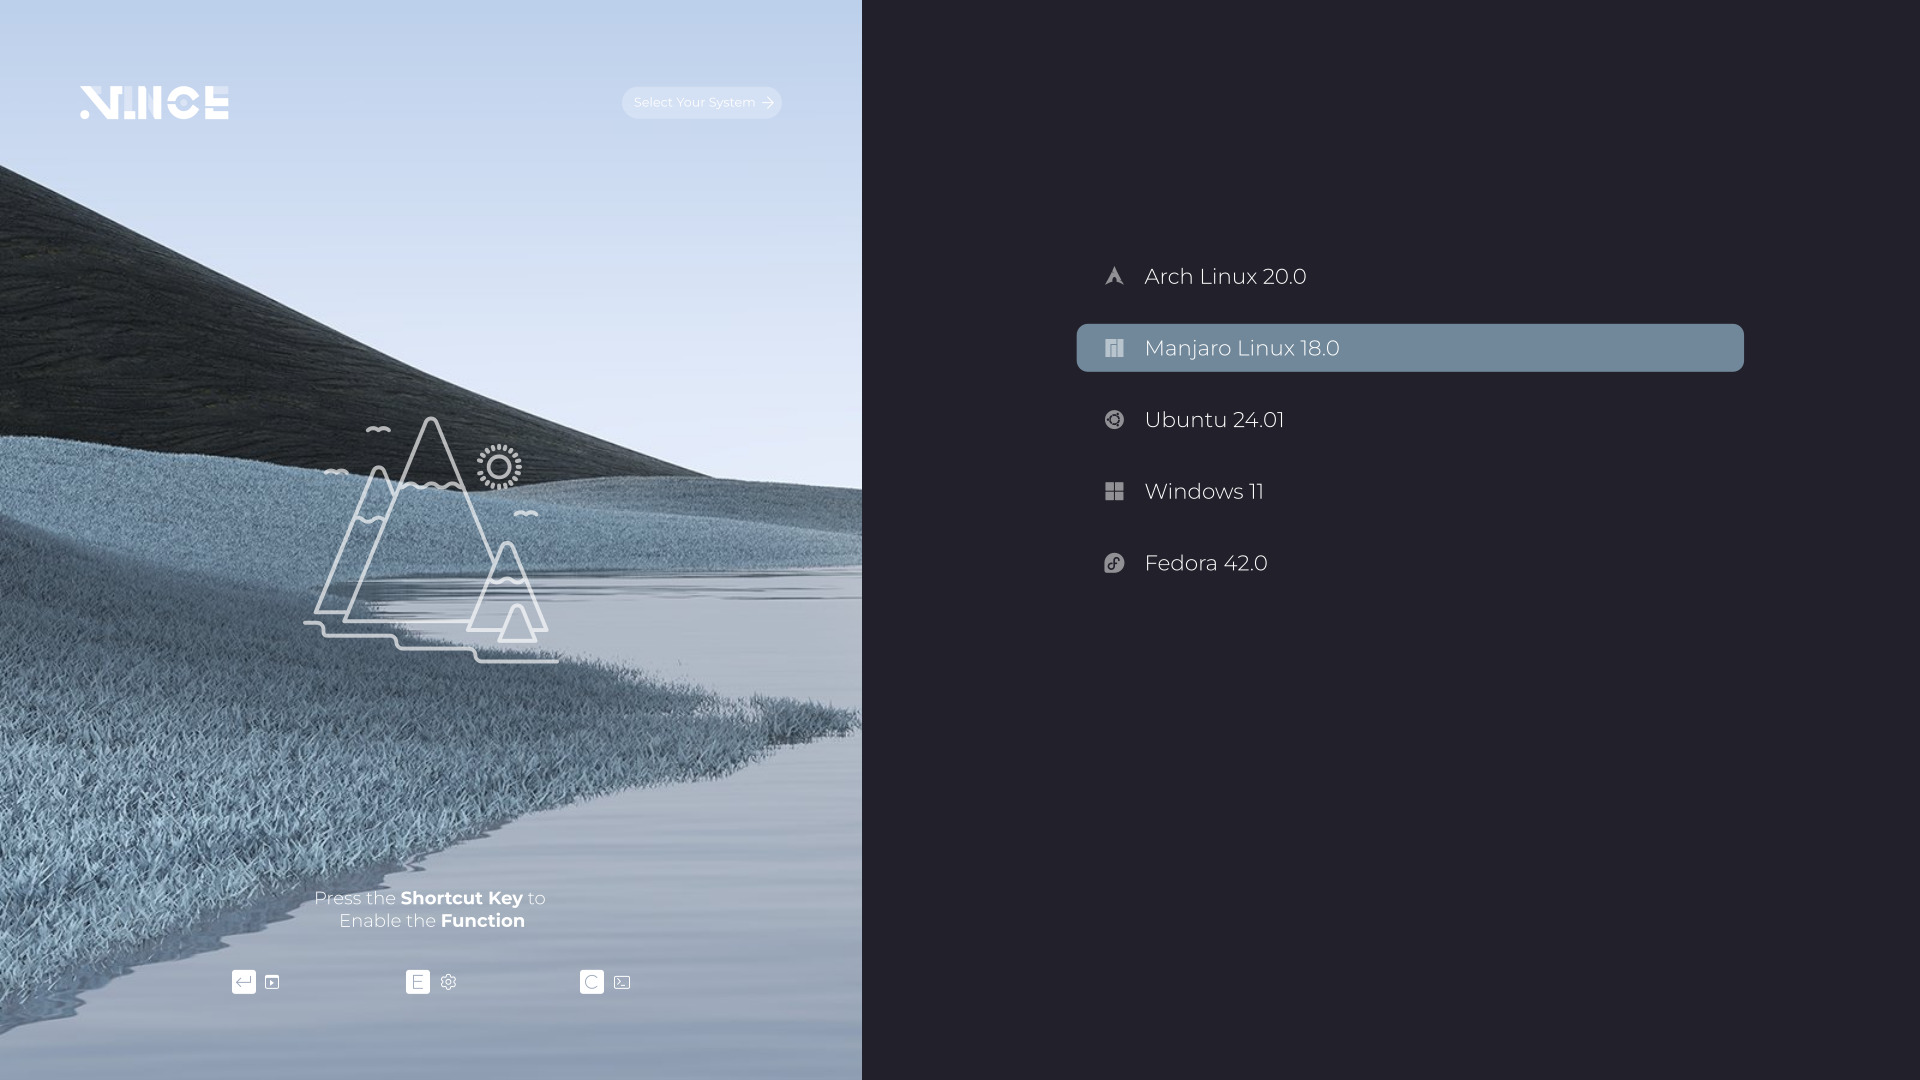 VINCE
Select Your System →
Arch Linux 20.0
Manjaro Linux 18.0
Ubuntu 24.01
Windows 11
Fedora 42.0
Press the Shortcut Key to
Enable the Function
E
C